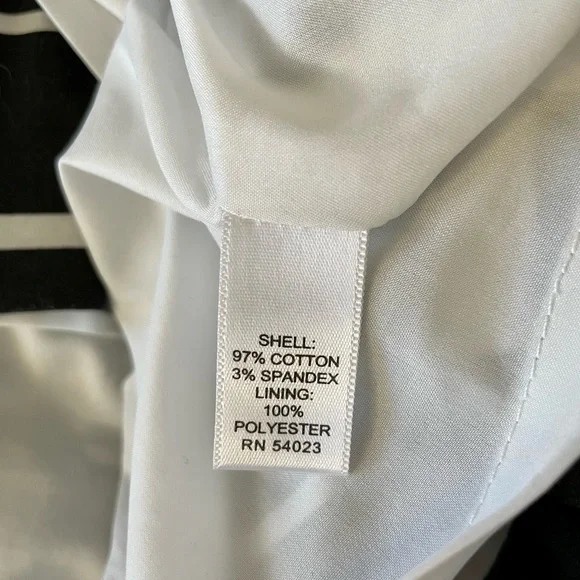 SHELL:
97% COTTON
3% SPANDEX
LINING:
100%
POLYESTER
RN 54023